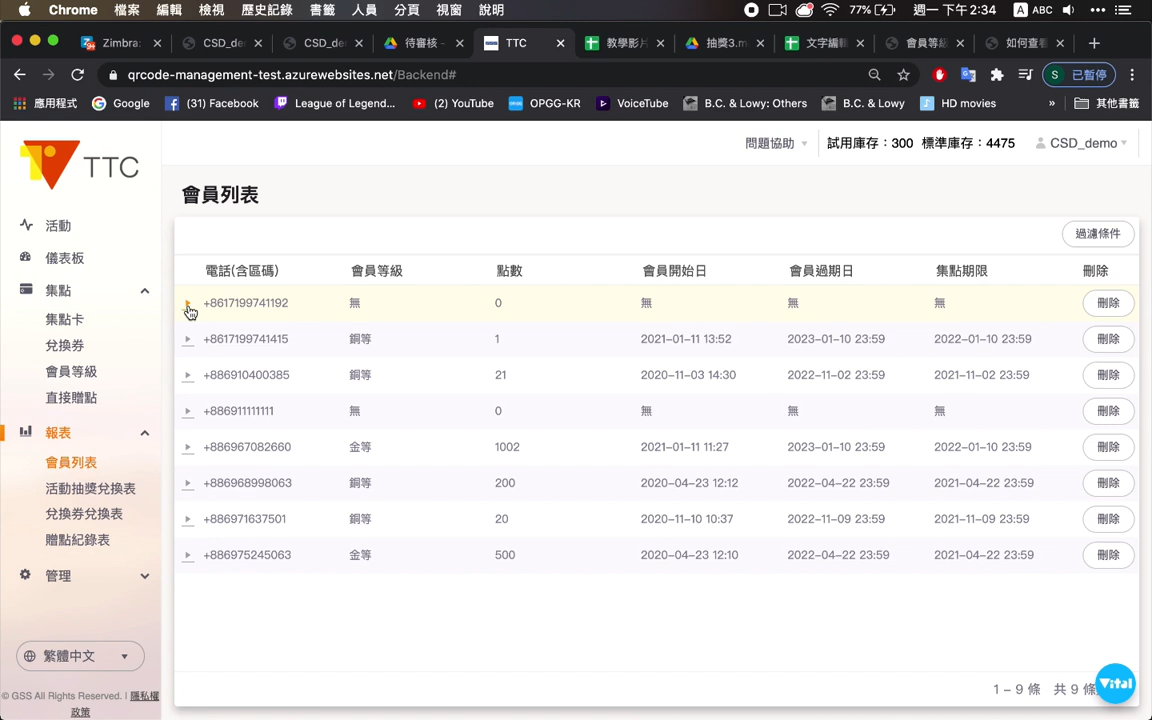 Chrome 檔案 編輯 檢視 歷史記錄 書籤 人員 分頁 視窗 說明 77% 週一 下午2:34 A ABC
Zimbra: CSD_de CSD_de 待審核 - TTC 教學影片 抽獎3.m 文字編輯 會員等級 如何查看
qrcode-management-test.azurewebsites.net/Backend# S 已暫停
應用程式 Google (31) Facebook League of Legend... (2) YouTube OPGG-KR VoiceTube B.C. & Lowy: Others B.C. & Lowy HD movies » 其他書籤
TTC
問題協助 試用庫存：300 標準庫存：4475 CSD_demo
會員列表
活動
儀表板
集點
集點卡
兌換券
會員等級
直接贈點
報表
會員列表
活動抽獎兌換表
兌換券兌換表
贈點紀錄表
管理
繁體中文
© GSS All Rights Reserved. | 隱私權
政策
過濾條件
電話(含區碼) 會員等級 點數 會員開始日 會員過期日 集點期限 刪除
+8617199741192 無 0 無 無 無 刪除
+8617199741415 銅等 1 2021-01-11 13:52 2023-01-10 23:59 2022-01-10 23:59 刪除
+886910400385 銅等 21 2020-11-03 14:30 2022-11-02 23:59 2021-11-02 23:59 刪除
+886911111111 無 0 無 無 無 刪除
+886967082660 金等 1002 2021-01-11 11:27 2023-01-10 23:59 2022-01-10 23:59 刪除
+886968998063 銅等 200 2020-04-23 12:12 2022-04-22 23:59 2021-04-22 23:59 刪除
+886971637501 銅等 20 2020-11-10 10:37 2022-11-09 23:59 2021-11-09 23:59 刪除
+886975245063 金等 500 2020-04-23 12:10 2022-04-22 23:59 2021-04-22 23:59 刪除
1 – 9 條 共 9 條
Vital